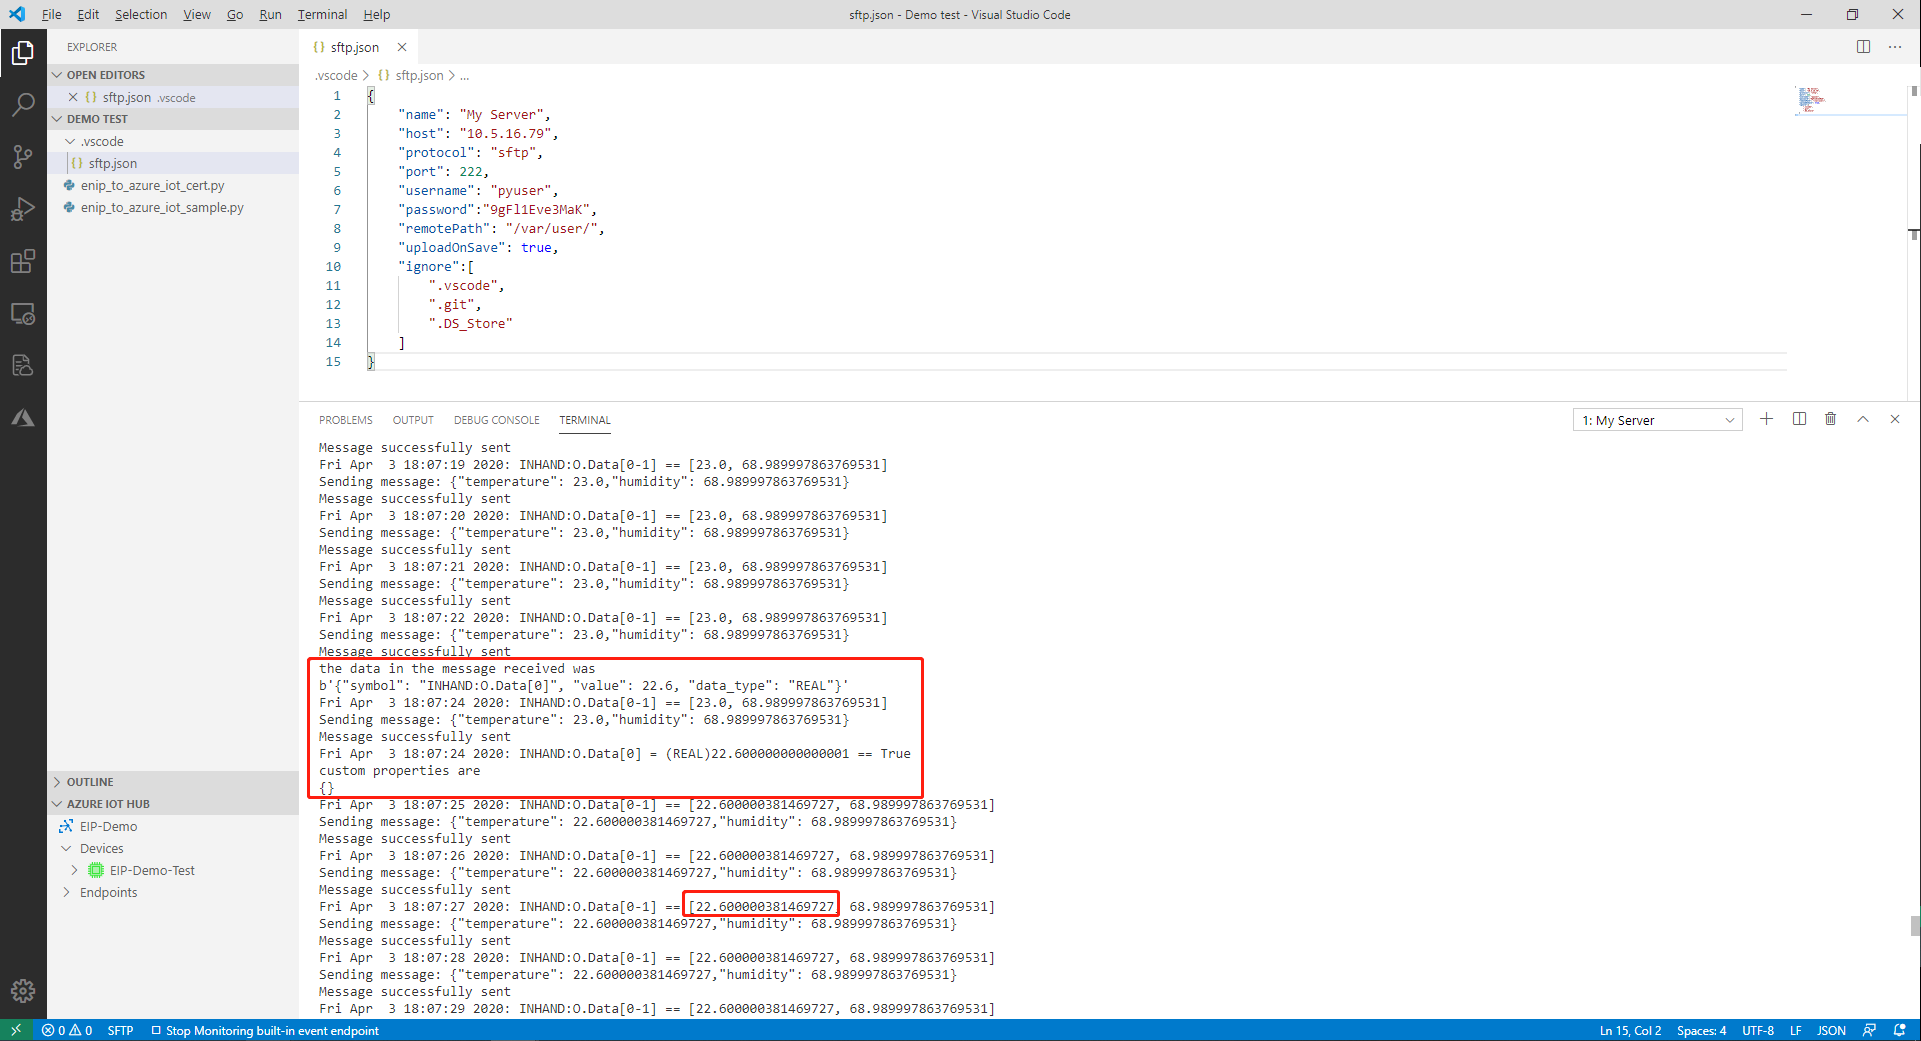 File Edit Selection View Go Run Terminal Help
sftp.json - Demo test - Visual Studio Code
EXPLORER
OPEN EDITORS
{} sftp.json .vscode
DEMO TEST
.vscode
{} sftp.json
enip_to_azure_iot_cert.py
enip_to_azure_iot_sample.py
OUTLINE
AZURE IOT HUB
EIP-Demo
Devices
EIP-Demo-Test
Endpoints
{} sftp.json
.vscode > {} sftp.json > ...
1 {
2 "name": "My Server",
3 "host": "10.5.16.79",
4 "protocol": "sftp",
5 "port": 222,
6 "username": "pyuser",
7 "password":"9gFl1Eve3MaK",
8 "remotePath": "/var/user/",
9 "uploadOnSave": true,
10 "ignore":[
11 ".vscode",
12 ".git",
13 ".DS_Store"
14 ]
15 }
PROBLEMS OUTPUT DEBUG CONSOLE TERMINAL
1: My Server
Message successfully sent
Fri Apr  3 18:07:19 2020: INHAND:O.Data[0-1] == [23.0, 68.989997863769531]
Sending message: {"temperature": 23.0,"humidity": 68.989997863769531}
Message successfully sent
Fri Apr  3 18:07:20 2020: INHAND:O.Data[0-1] == [23.0, 68.989997863769531]
Sending message: {"temperature": 23.0,"humidity": 68.989997863769531}
Message successfully sent
Fri Apr  3 18:07:21 2020: INHAND:O.Data[0-1] == [23.0, 68.989997863769531]
Sending message: {"temperature": 23.0,"humidity": 68.989997863769531}
Message successfully sent
Fri Apr  3 18:07:22 2020: INHAND:O.Data[0-1] == [23.0, 68.989997863769531]
Sending message: {"temperature": 23.0,"humidity": 68.989997863769531}
Message successfully sent
the data in the message received was
b'{"symbol": "INHAND:O.Data[0]", "value": 22.6, "data_type": "REAL"}'
Fri Apr  3 18:07:24 2020: INHAND:O.Data[0-1] == [23.0, 68.989997863769531]
Sending message: {"temperature": 23.0,"humidity": 68.989997863769531}
Message successfully sent
Fri Apr  3 18:07:24 2020: INHAND:O.Data[0] = (REAL)22.600000000000001 == True
custom properties are
{}
Fri Apr  3 18:07:25 2020: INHAND:O.Data[0-1] == [22.600000381469727, 68.989997863769531]
Sending message: {"temperature": 22.600000381469727,"humidity": 68.989997863769531}
Message successfully sent
Fri Apr  3 18:07:26 2020: INHAND:O.Data[0-1] == [22.600000381469727, 68.989997863769531]
Sending message: {"temperature": 22.600000381469727,"humidity": 68.989997863769531}
Message successfully sent
Fri Apr  3 18:07:27 2020: INHAND:O.Data[0-1] == [22.600000381469727, 68.989997863769531]
Sending message: {"temperature": 22.600000381469727,"humidity": 68.989997863769531}
Message successfully sent
Fri Apr  3 18:07:28 2020: INHAND:O.Data[0-1] == [22.600000381469727, 68.989997863769531]
Sending message: {"temperature": 22.600000381469727,"humidity": 68.989997863769531}
Message successfully sent
Fri Apr  3 18:07:29 2020: INHAND:O.Data[0-1] == [22.600000381469727, 68.989997863769531]
0 0 SFTP Stop Monitoring built-in event endpoint
Ln 15, Col 2 Spaces: 4 UTF-8 LF JSON